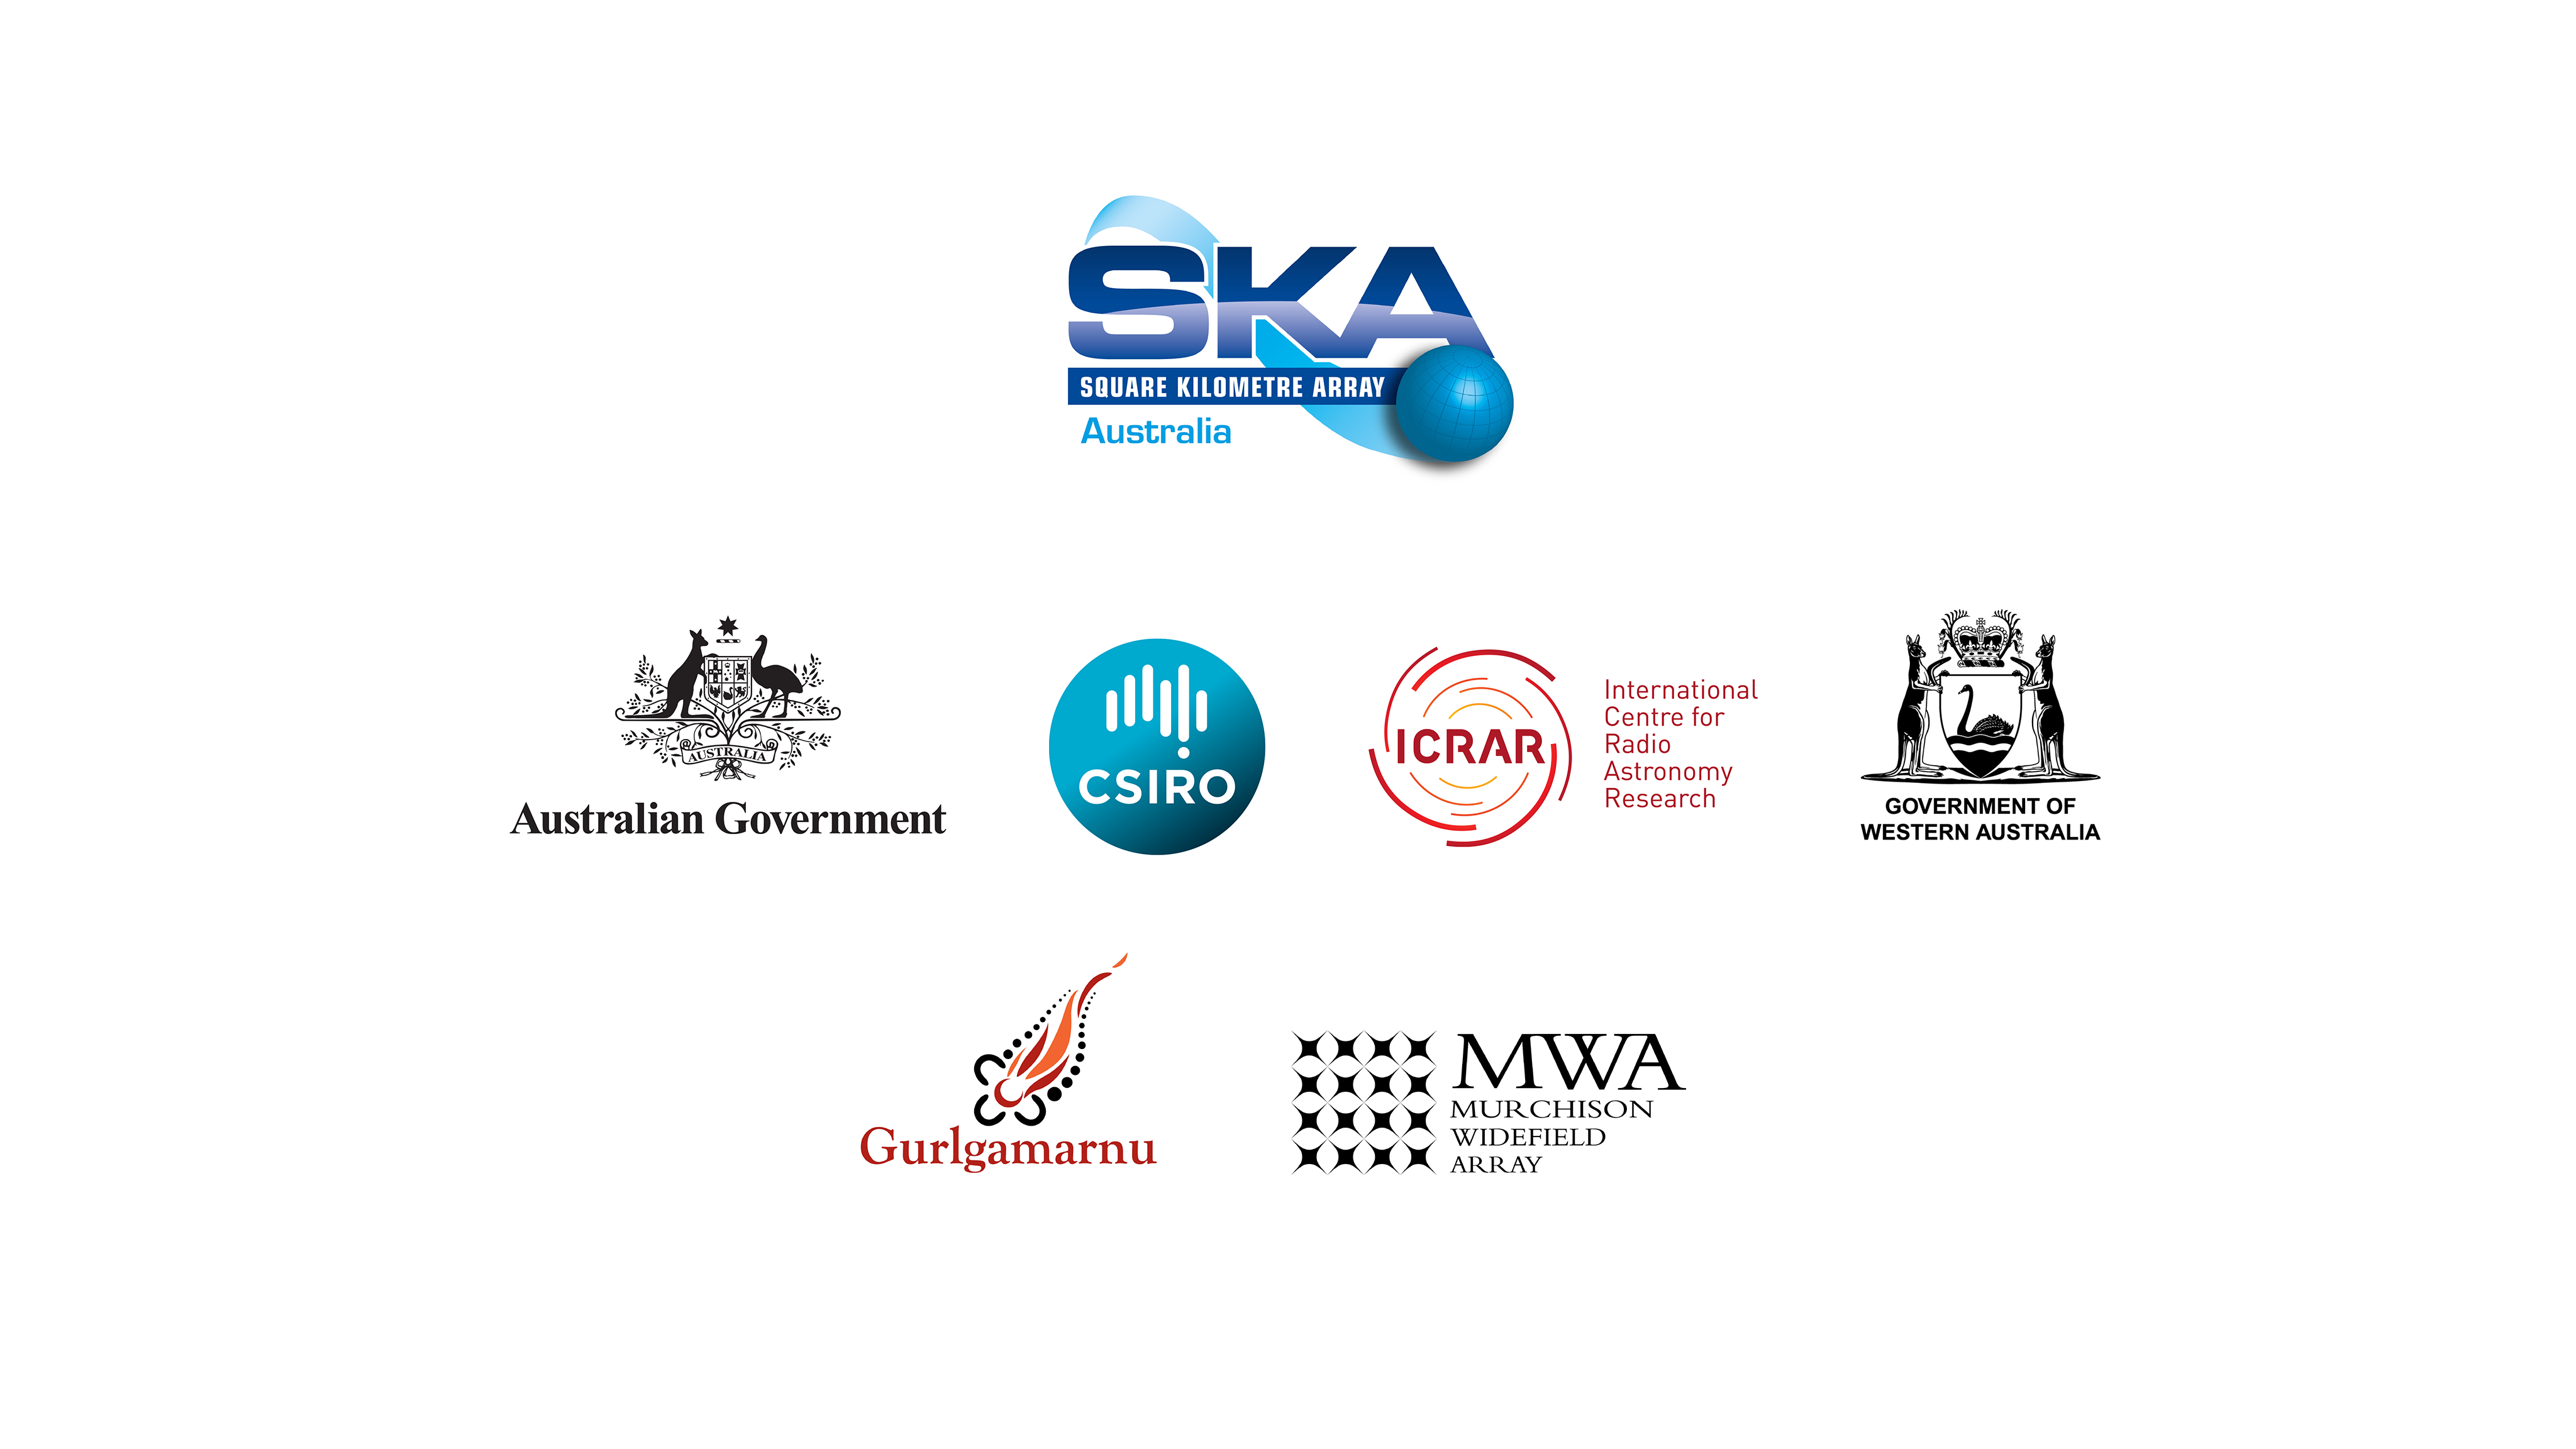 SKA
SQUARE KILOMETRE ARRAY
Australia
AUSTRALIA
Australian Government
CSIRO
ICRAR
International
Centre for
Radio
Astronomy
Research
GOVERNMENT OF
WESTERN AUSTRALIA
Gurlgamarnu
MWA
MURCHISON
WIDEFIELD
ARRAY